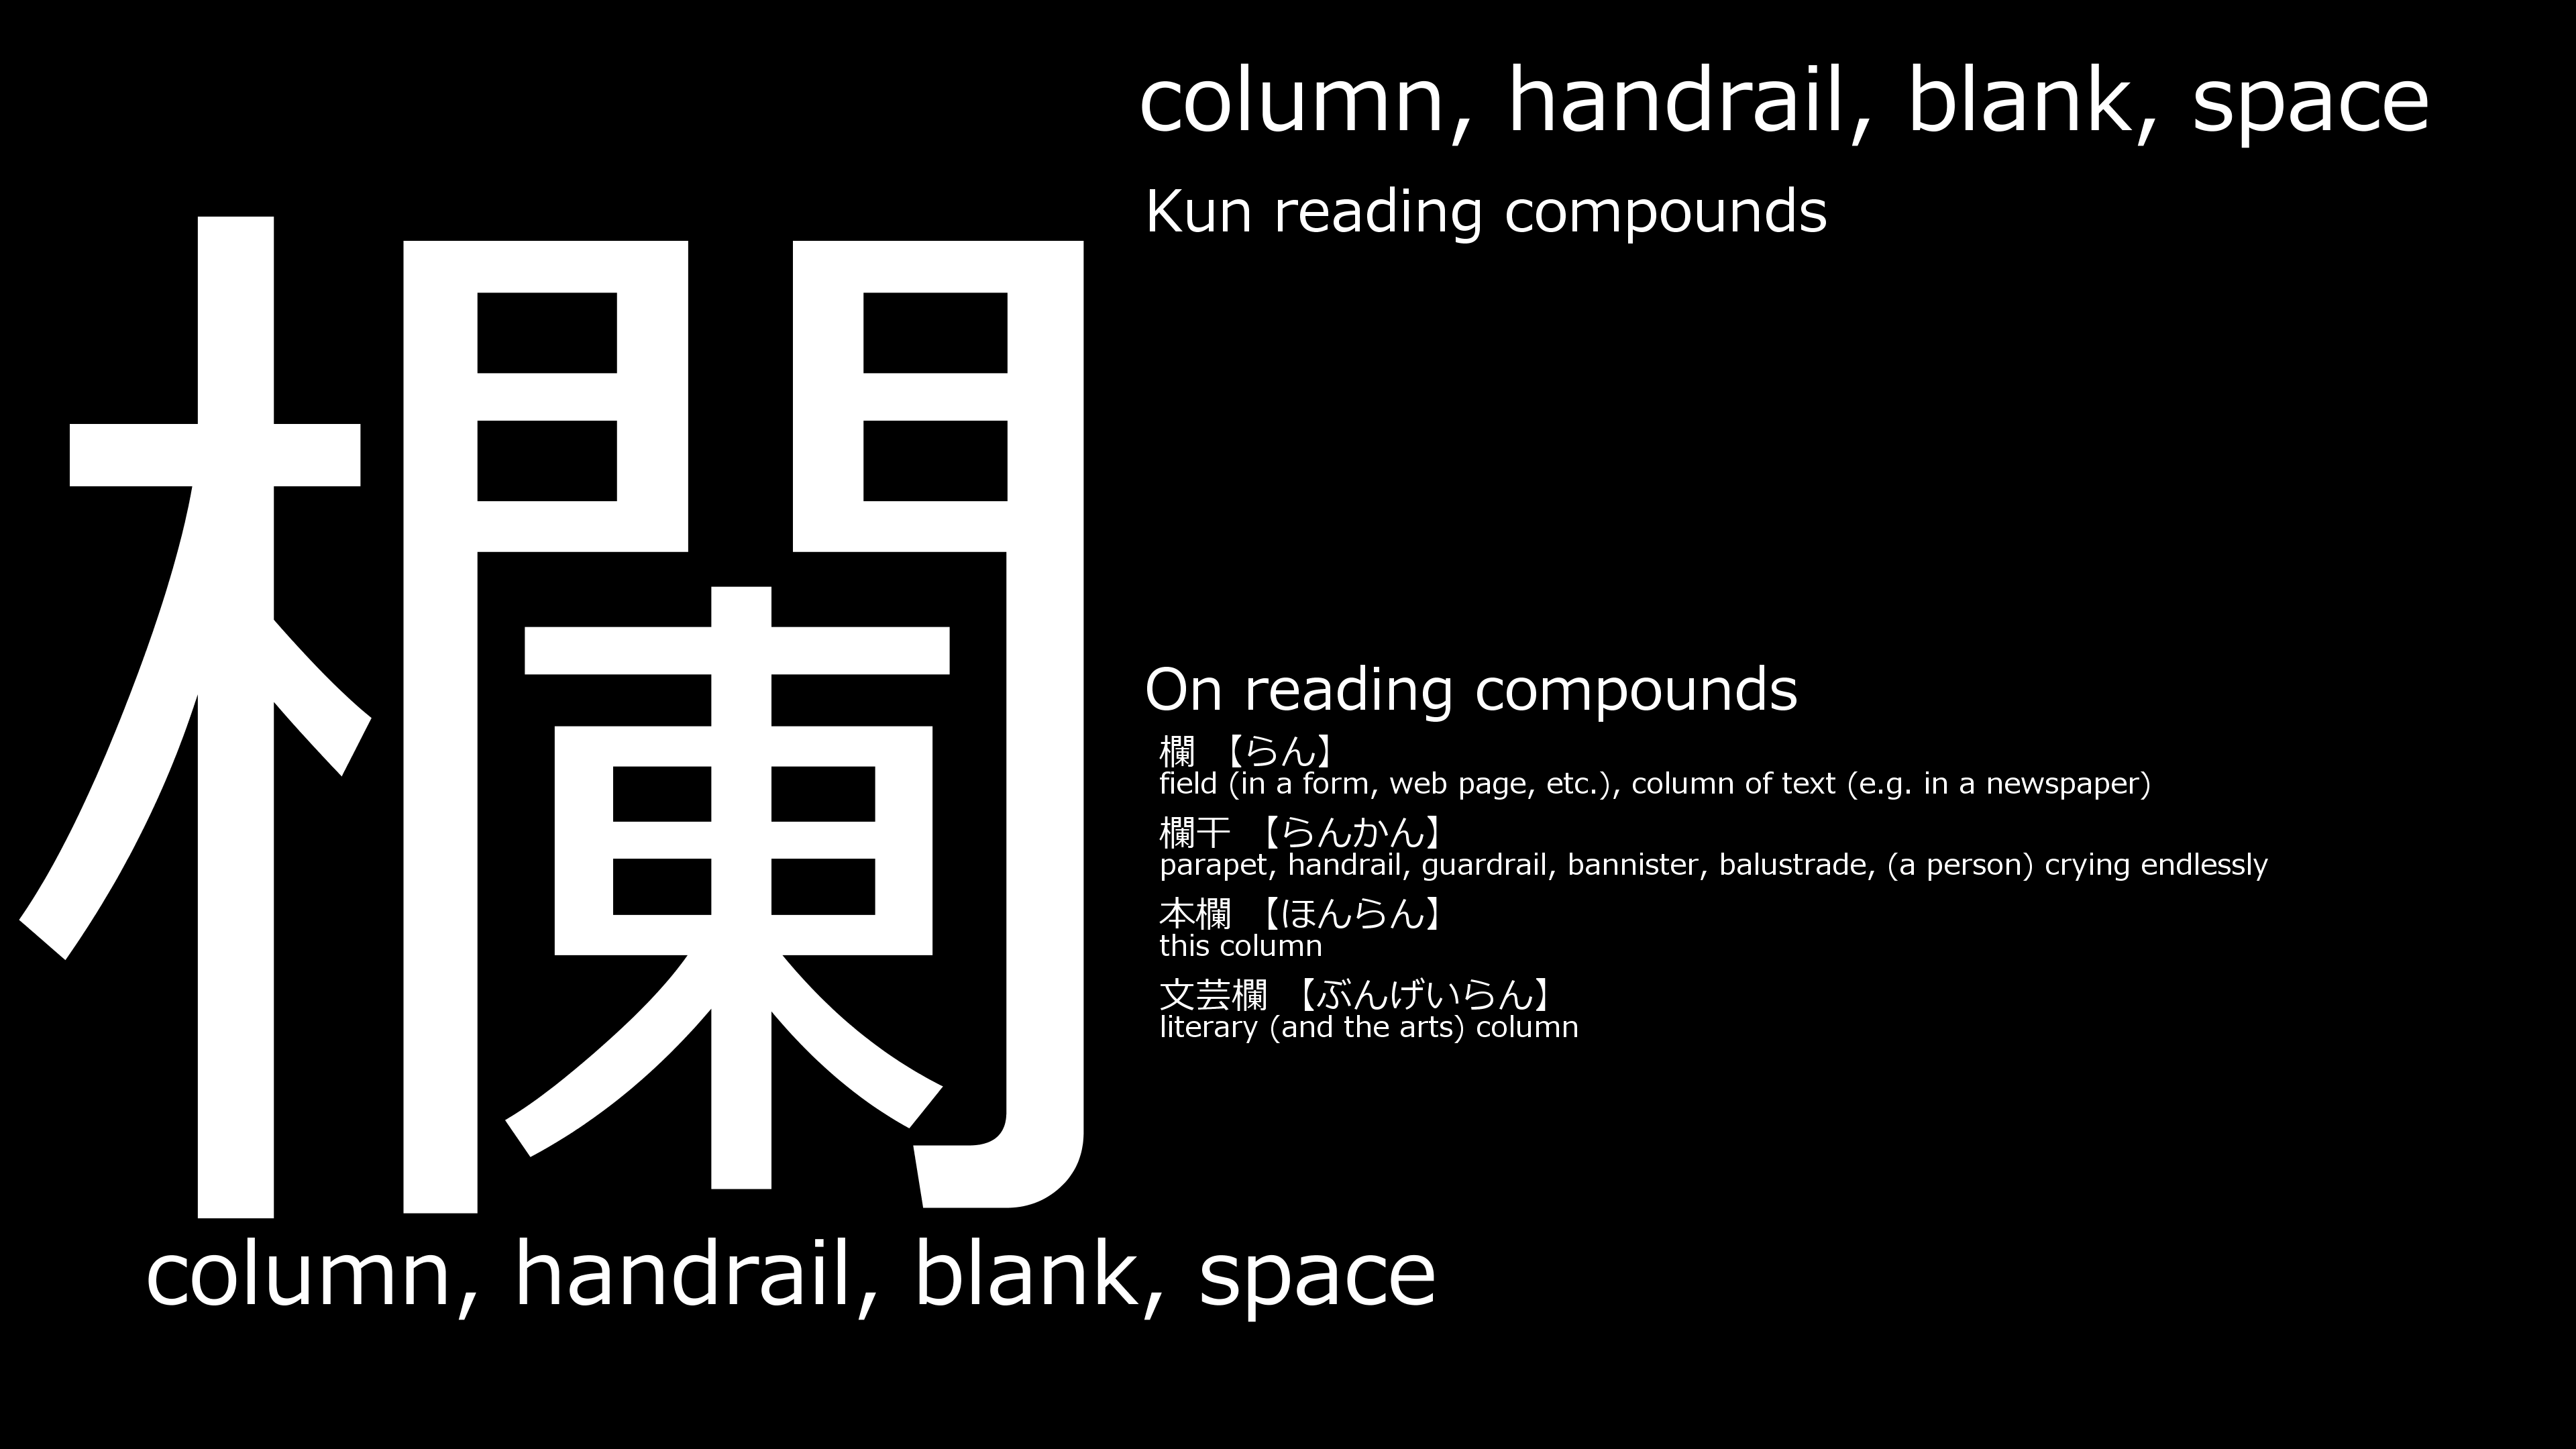 欄
column, handrail, blank, space
column, handrail, blank, space
Kun reading compounds
On reading compounds
欄 【らん】
field (in a form, web page, etc.), column of text (e.g. in a newspaper)
欄干 【らんかん】
parapet, handrail, guardrail, bannister, balustrade, (a person) crying endlessly
本欄 【ほんらん】
this column
文芸欄 【ぶんげいらん】
literary (and the arts) column